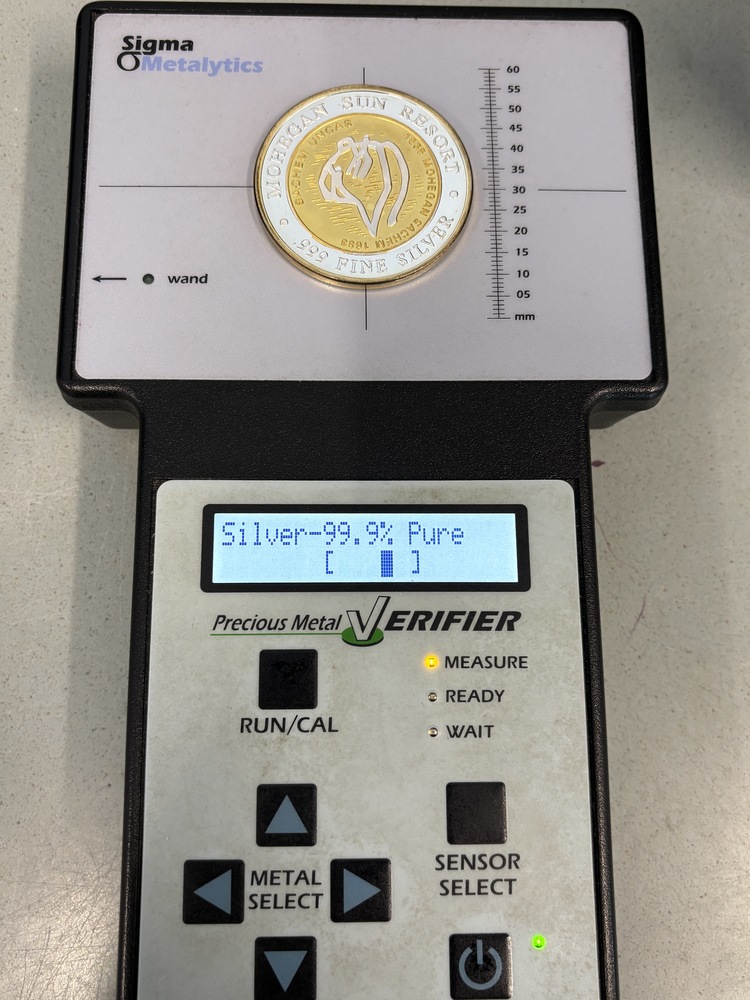 Sigma
Metalytics
MOHEGAN SUN RESORT
.999 FINE SILVER
SACHEM UNCAS
MOHEGAN SACHEM 1683
60
55
50
45
40
35
30
25
20
15
10
05
mm
wand
Silver-99.9% Pure
[ ]
Precious Metal VERIFIER
MEASURE
RUN/CAL
READY
WAIT
METAL
SELECT
SENSOR
SELECT